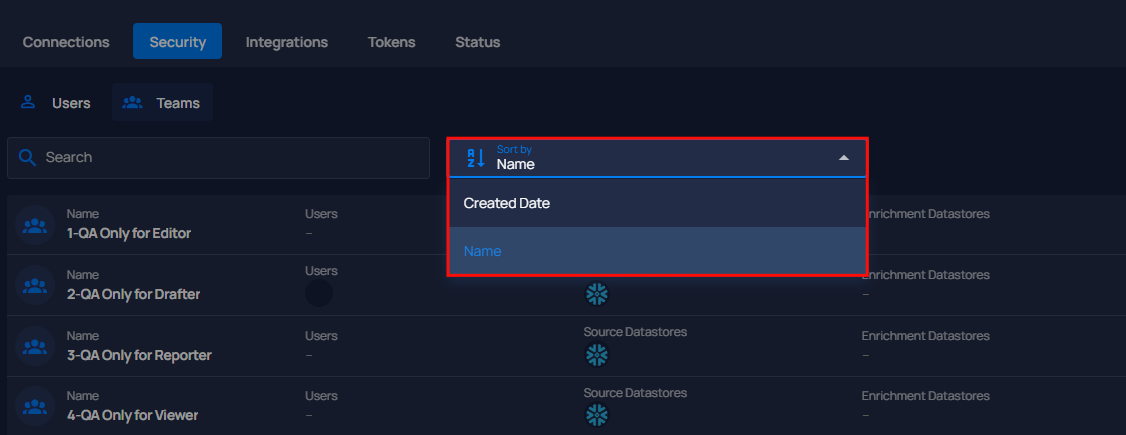 Connections Security Integrations Tokens Status
Users Teams
Search
Sort by
Name
Created Date
Name
Name Users Enrichment Datastores
1-QA Only for Editor –
Name Users Enrichment Datastores
2-QA Only for Drafter –
Name Users Source Datastores Enrichment Datastores
3-QA Only for Reporter – –
Name Users Source Datastores Enrichment Datastores
4-QA Only for Viewer – –